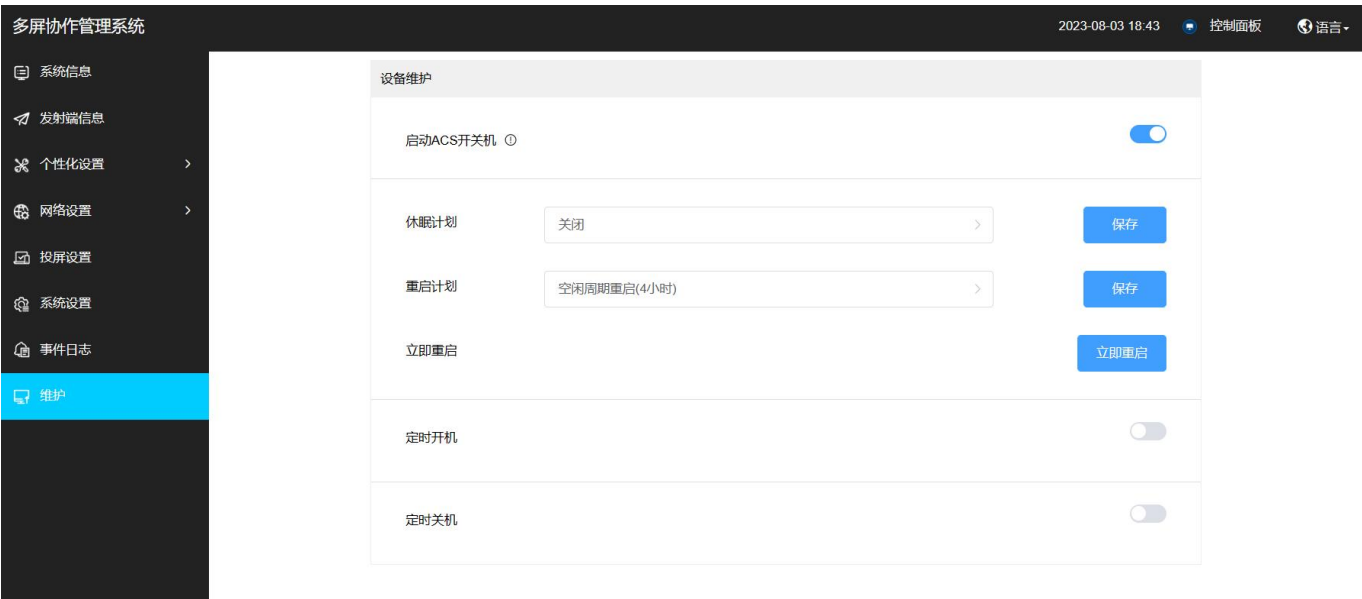 多屏协作管理系统
2023-08-03 18:43 控制面板 语言
系统信息
发射端信息
个性化设置
网络设置
投屏设置
系统设置
事件日志
维护
设备维护
启动ACS开关机
休眠计划 关闭 保存
重启计划 空闲周期重启(4小时) 保存
立即重启 立即重启
定时开机
定时关机